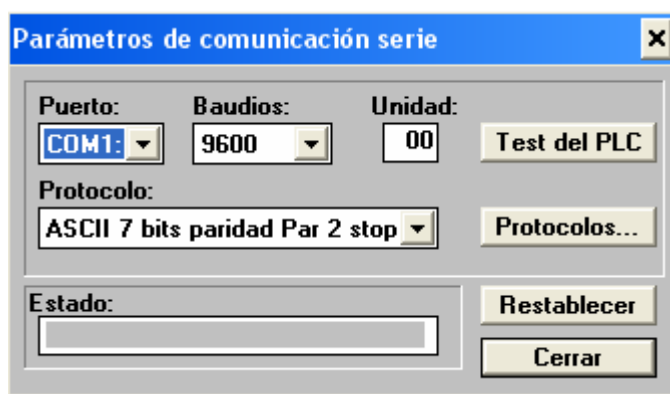 Parámetros de comunicación serie
Puerto: Baudios: Unidad:
COM1: 9600 00 Test del PLC
Protocolo:
ASCII 7 bits paridad Par 2 stop Protocolos...
Estado: Restablecer
Cerrar